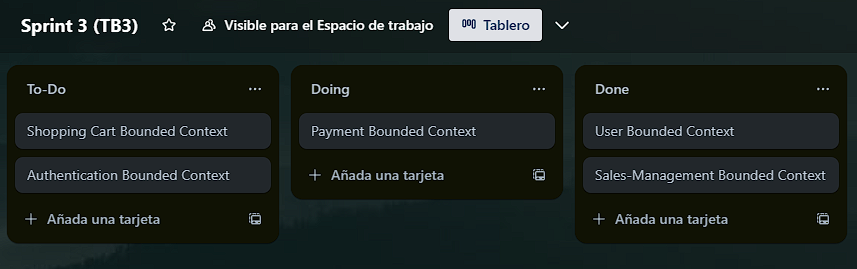 Sprint 3 (TB3)
Visible para el Espacio de trabajo
Tablero
To-Do
Shopping Cart Bounded Context
Authentication Bounded Context
Añada una tarjeta
Doing
Payment Bounded Context
Añada una tarjeta
Done
User Bounded Context
Sales-Management Bounded Context
Añada una tarjeta